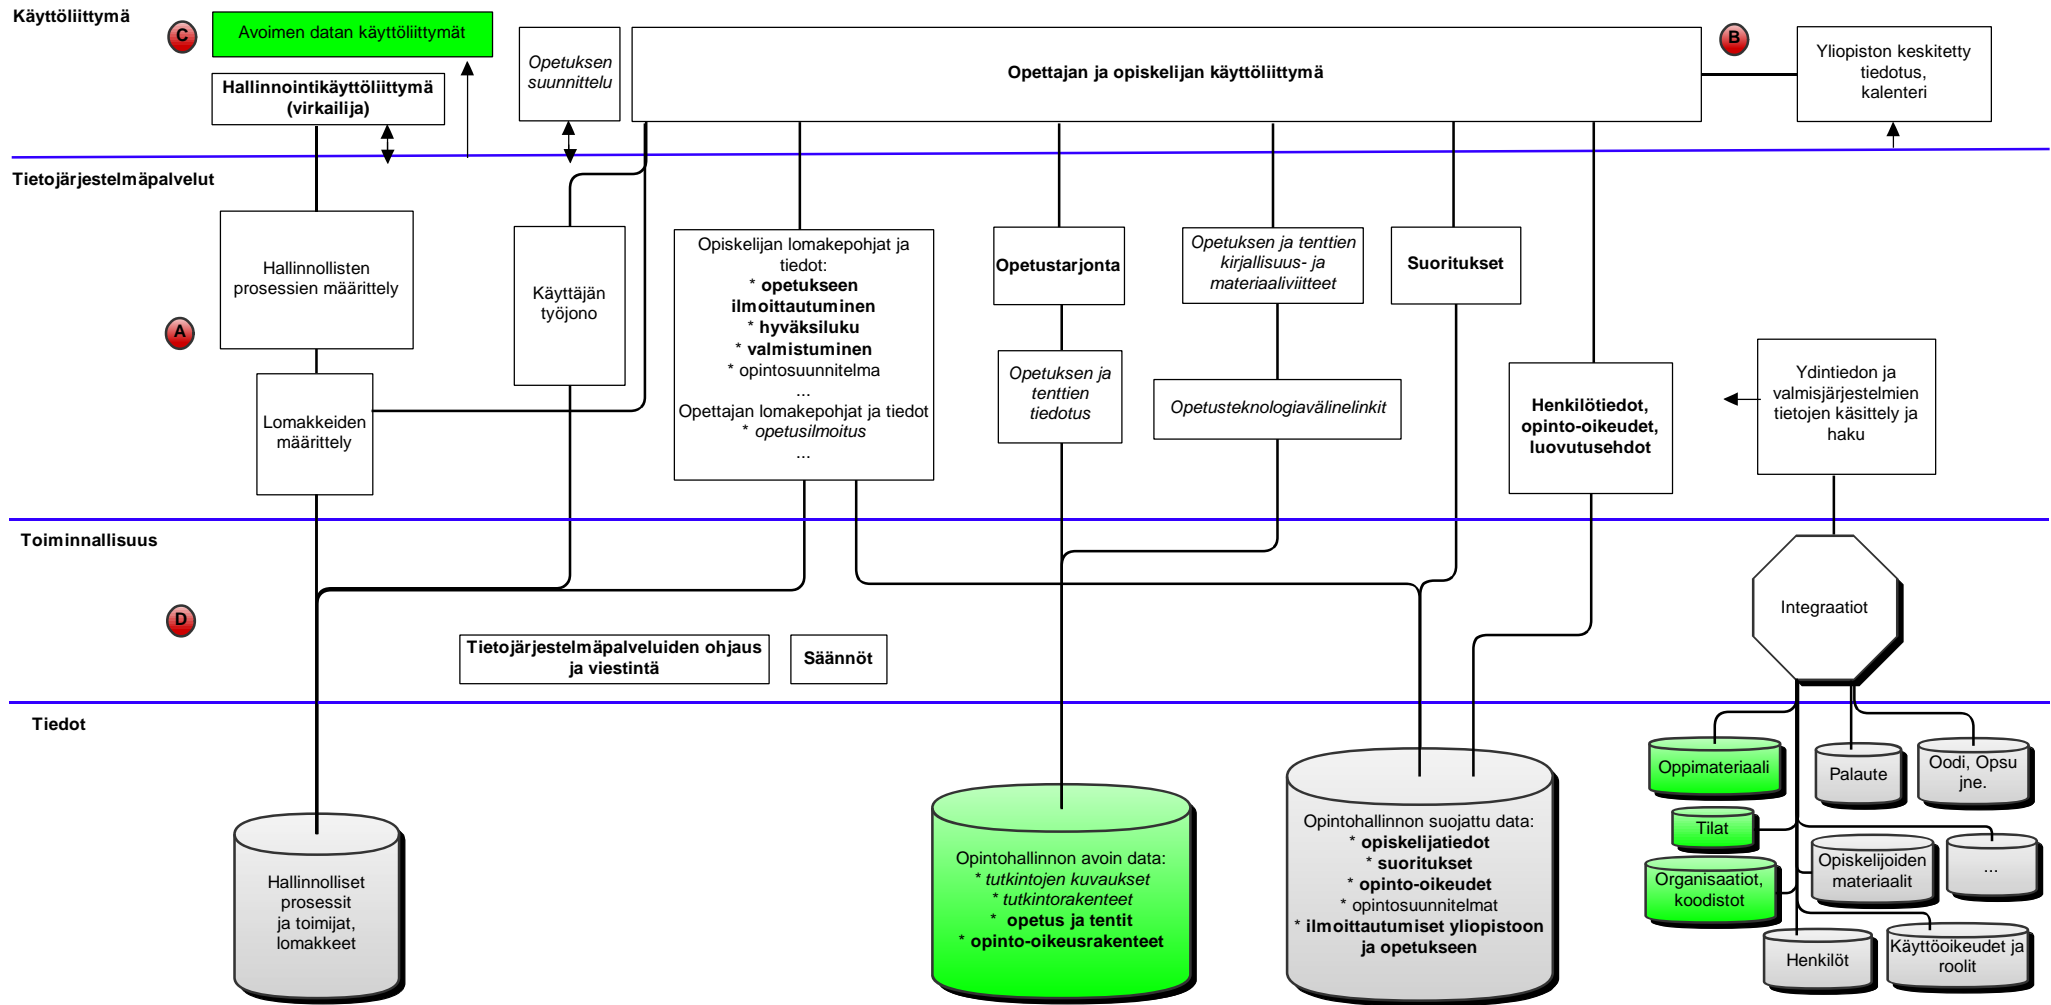 Käyttöliittymä
C
Avoimen datan käyttöliittymät
Hallinnointikäyttöliittymä
(virkailija)
Opetuksen
suunnittelu
Opettajan ja opiskelijan käyttöliittymä
B
Yliopiston keskitetty
tiedotus,
kalenteri
Tietojärjestelmäpalvelut
A
Hallinnollisten
prosessien määrittely
Lomakkeiden
määrittely
Käyttäjän
työjono
Opiskelijan lomakepohjat ja
tiedot:
* opetukseen
ilmoittautuminen
* hyväksiluku
* valmistuminen
* opintosuunnitelma
...
Opettajan lomakepohjat ja tiedot
* opetusilmoitus
...
Opetustarjonta
Opetuksen ja
tenttien
tiedotus
Opetuksen ja tenttien
kirjallisuus- ja
materiaaliviitteet
Opetusteknologiavälinelinkit
Suoritukset
Henkilötiedot,
opinto-oikeudet,
luovutusehdot
Ydintiedon ja
valmisjärjestelmien
tietojen käsittely ja
haku
Toiminnallisuus
D
Tietojärjestelmäpalveluiden ohjaus
ja viestintä
Säännöt
Integraatiot
Tiedot
Hallinnolliset
prosessit
ja toimijat,
lomakkeet
Opintohallinnon avoin data:
* tutkintojen kuvaukset
* tutkintorakenteet
* opetus ja tentit
* opinto-oikeusrakenteet
Opintohallinnon suojattu data:
* opiskelijatiedot
* suoritukset
* opinto-oikeudet
* opintosuunnitelmat
* ilmoittautumiset yliopistoon
ja opetukseen
Oppimateriaali
Palaute
Oodi, Opsu
jne.
Tilat
Organisaatiot,
koodistot
Opiskelijoiden
materiaalit
...
Henkilöt
Käyttöoikeudet ja
roolit